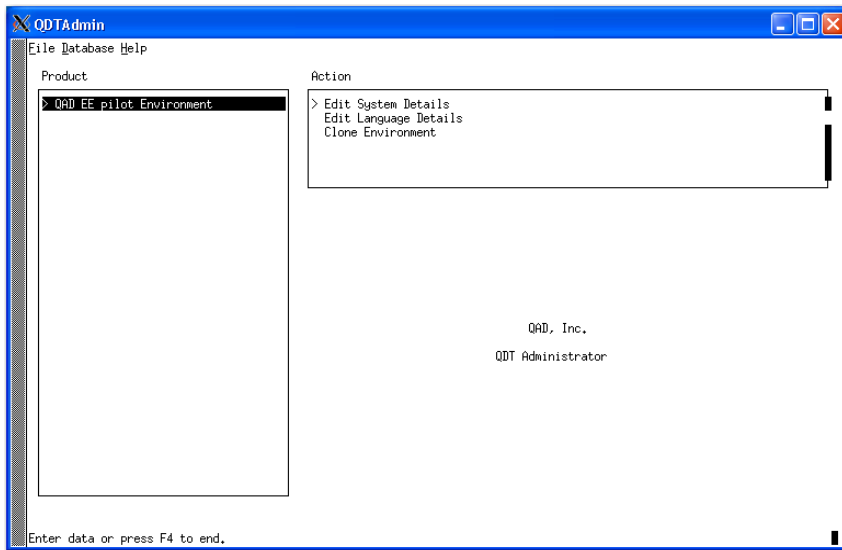 QDTAdmin
File Database Help
Product
Action
> QAD EE pilot Environment
> Edit System Details
Edit Language Details
Clone Environment
QAD, Inc.
QDT Administrator
Enter data or press F4 to end.